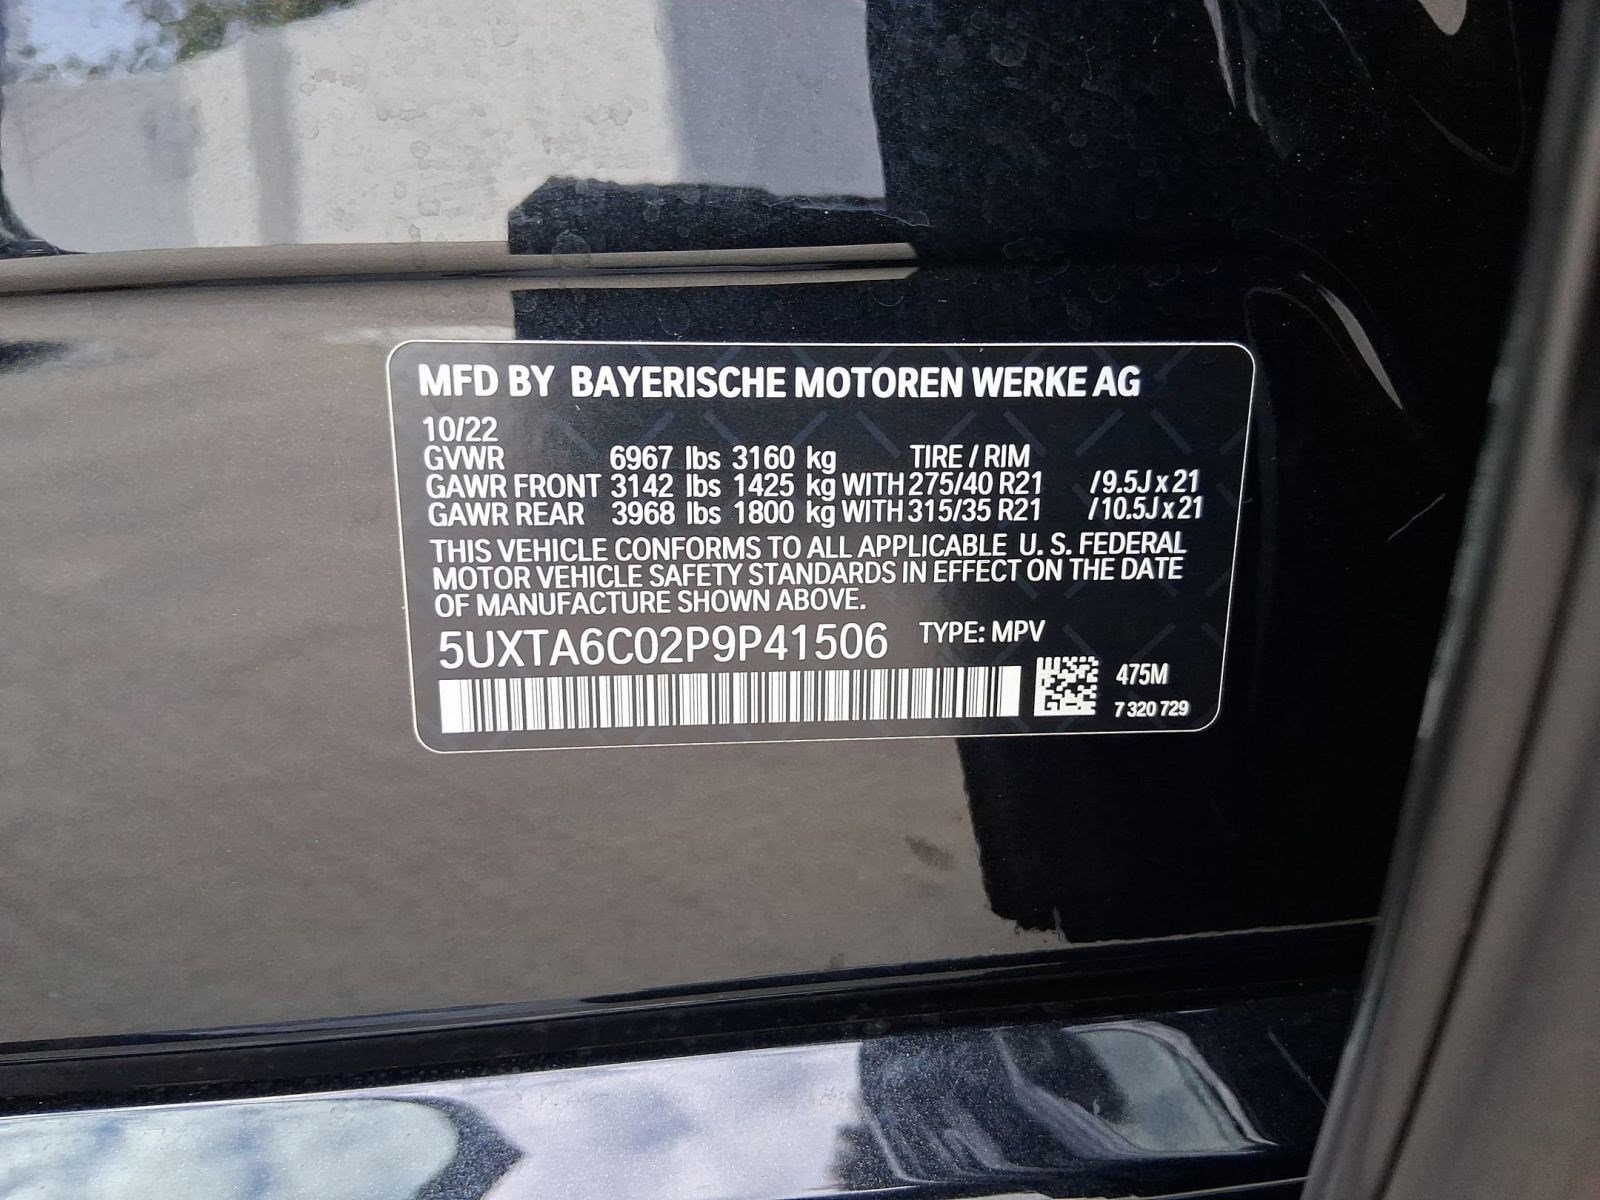 MFD BY BAYERISCHE MOTOREN WERKE AG
10/22
GVWR 6967 lbs 3160 kg TIRE / RIM
GAWR FRONT 3142 lbs 1425 kg WITH 275/40 R21 /9.5J x 21
GAWR REAR 3968 lbs 1800 kg WITH 315/35 R21 /10.5J x 21
THIS VEHICLE CONFORMS TO ALL APPLICABLE U. S. FEDERAL
MOTOR VEHICLE SAFETY STANDARDS IN EFFECT ON THE DATE
OF MANUFACTURE SHOWN ABOVE.
5UXTA6C02P9P41506 TYPE: MPV
475M
7 320 729